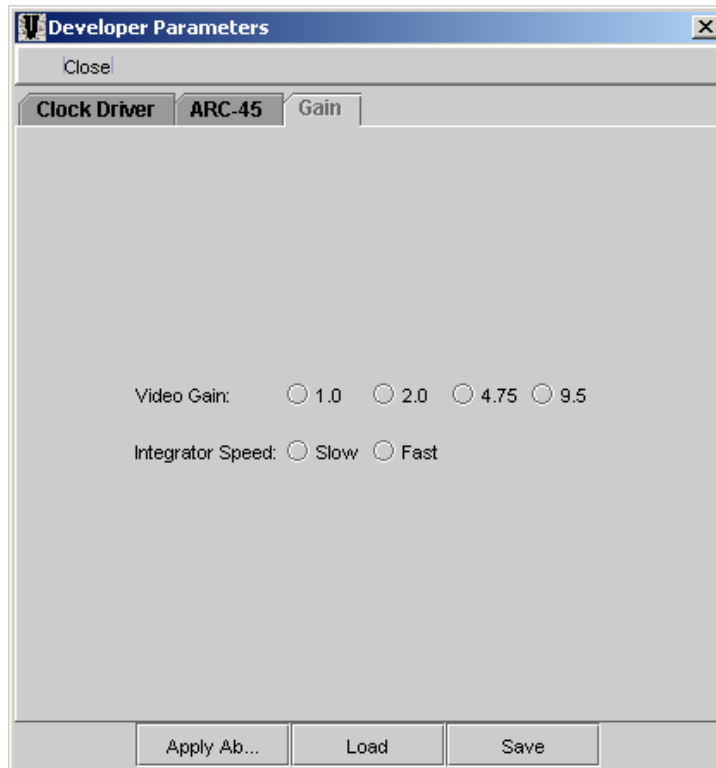 Developer Parameters
Close
Clock Driver ARC-45 Gain
Video Gain: 1.0 2.0 4.75 9.5
Integrator Speed: Slow Fast
Apply Ab... Load Save